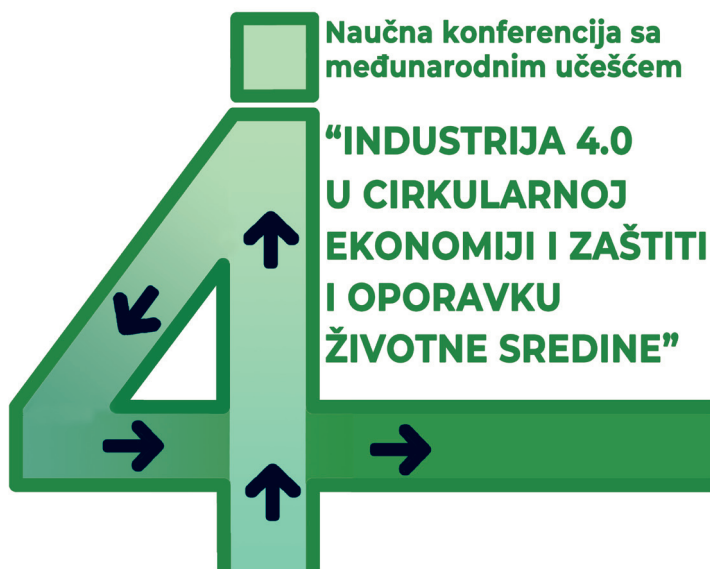 Naučna konferencija sa
međunarodnim učešćem
“INDUSTRIJA 4.0
U CIRKULARNOJ
EKONOMIJI I ZAŠTITI
I OPORAVKU
ŽIVOTNE SREDINE”